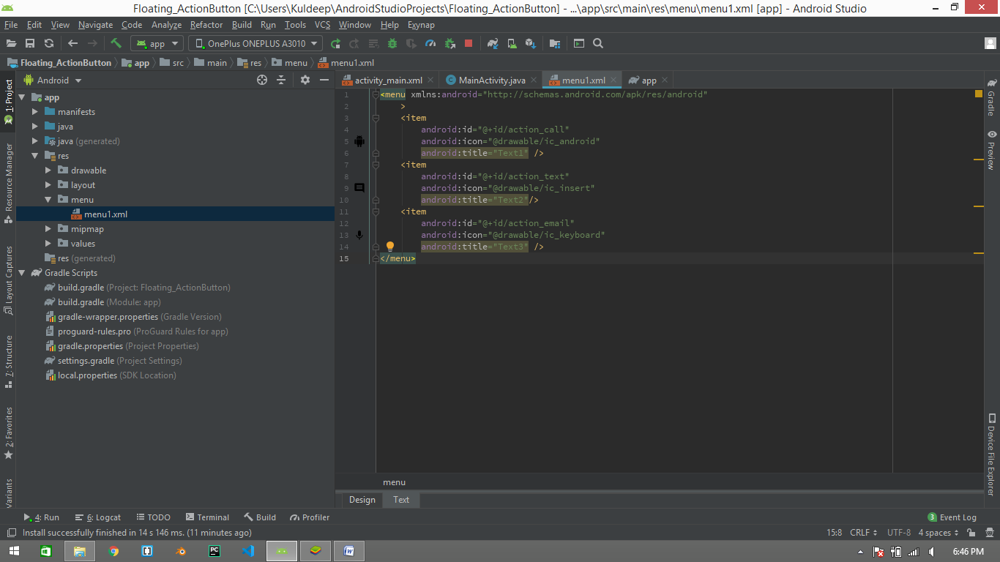 Floating_ActionButton [C:\Users\Kuldeep\AndroidStudioProjects\Floating_ActionButton] - ...\app\src\main\res\menu\menu1.xml [app] - Android Studio
File Edit View Navigate Code Analyze Refactor Build Run Tools VCS Window Help Exynap
app OnePlus ONEPLUS A3010
Floating_ActionButton app src main res menu menu1.xml
Android
activity_main.xml MainActivity.java menu1.xml app
1: Project
Resource Manager
Layout Captures
7: Structure
2: Favorites
Variants
app
manifests
java
java (generated)
res
drawable
layout
menu
menu1.xml
mipmap
values
res (generated)
Gradle Scripts
build.gradle (Project: Floating_ActionButton)
build.gradle (Module: app)
gradle-wrapper.properties (Gradle Version)
proguard-rules.pro (ProGuard Rules for app)
gradle.properties (Project Properties)
settings.gradle (Project Settings)
local.properties (SDK Location)
1 <menu xmlns:android="http://schemas.android.com/apk/res/android"
2 >
3 <item
4 android:id="@+id/action_call"
5 android:icon="@drawable/ic_android"
6 android:title="Text1" />
7 <item
8 android:id="@+id/action_text"
9 android:icon="@drawable/ic_insert"
10 android:title="Text2"/>
11 <item
12 android:id="@+id/action_email"
13 android:icon="@drawable/ic_keyboard"
14 android:title="Text3" />
15 </menu>
menu
Design Text
Gradle
Preview
Device File Explorer
4: Run 6: Logcat TODO Terminal Build Profiler 3 Event Log
Install successfully finished in 14 s 146 ms. (11 minutes ago) 15:8 CRLF UTF-8 4 spaces
PC W 6:46 PM